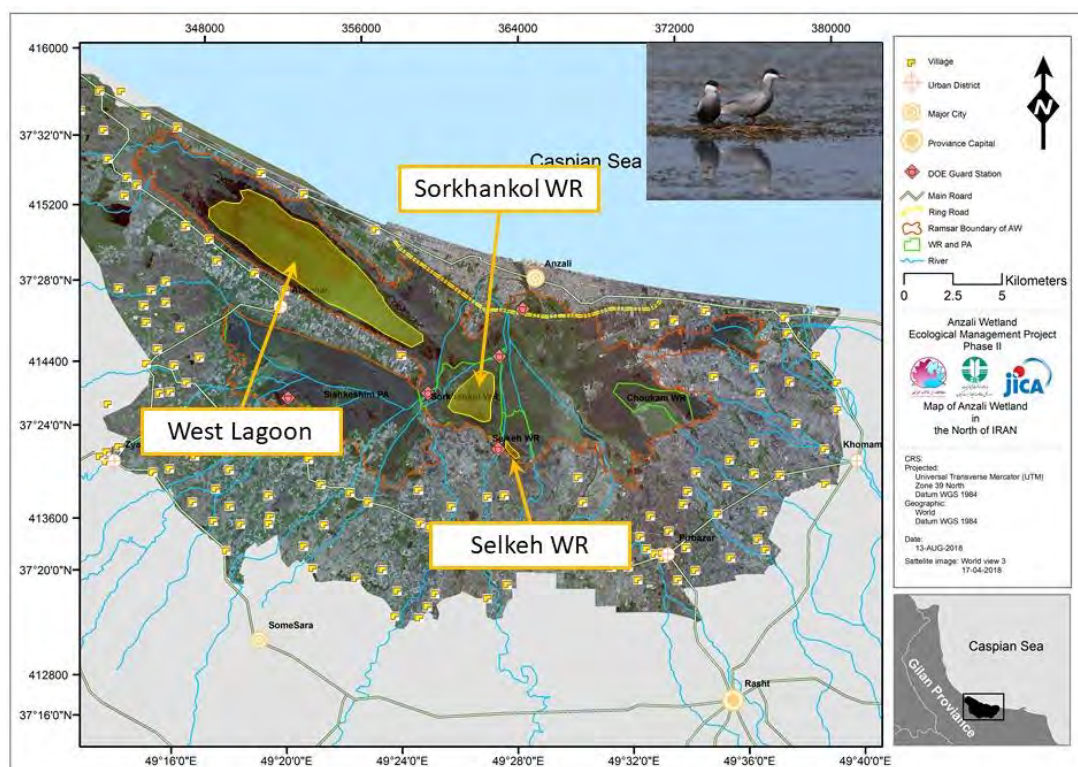 348000 356000 364000 372000 380000
416000
37°32'0"N
415200
37°28'0"N
414400
37°24'0"N
413600
37°20'0"N
412800
37°16'0"N
49°16'0"E 49°20'0"E 49°24'0"E 49°28'0"E 49°32'0"E 49°36'0"E 49°40'0"E
Caspian Sea
Sorkhankol WR
Anzali
Siahkeshim PA
Choukam WR
West Lagoon
Selkeh WR
Khomam
Selkeh WR
Pirbazar
SomeSara
Rasht
Village
Urban District
Major City
Proviance Capital
DOE Guard Station
Main Roard
Ring Road
Ramsar Boundary of AW
WR and PA
River
Kilometers
0 2.5 5
N
Anzali Wetland
Ecological Management Project
Phase II
JICA
Map of Anzali Wetland
in
the North of IRAN
CRS:
Projected:
Universal Transverse Mercator (UTM)
Zone 39 North
Datum WGS 1984
Geographic:
World
Datum WGS 1984
Date:
13-AUG-2018
Sattelite image: World view 3
17-04-2018
Caspian Sea
Gilan Proviance